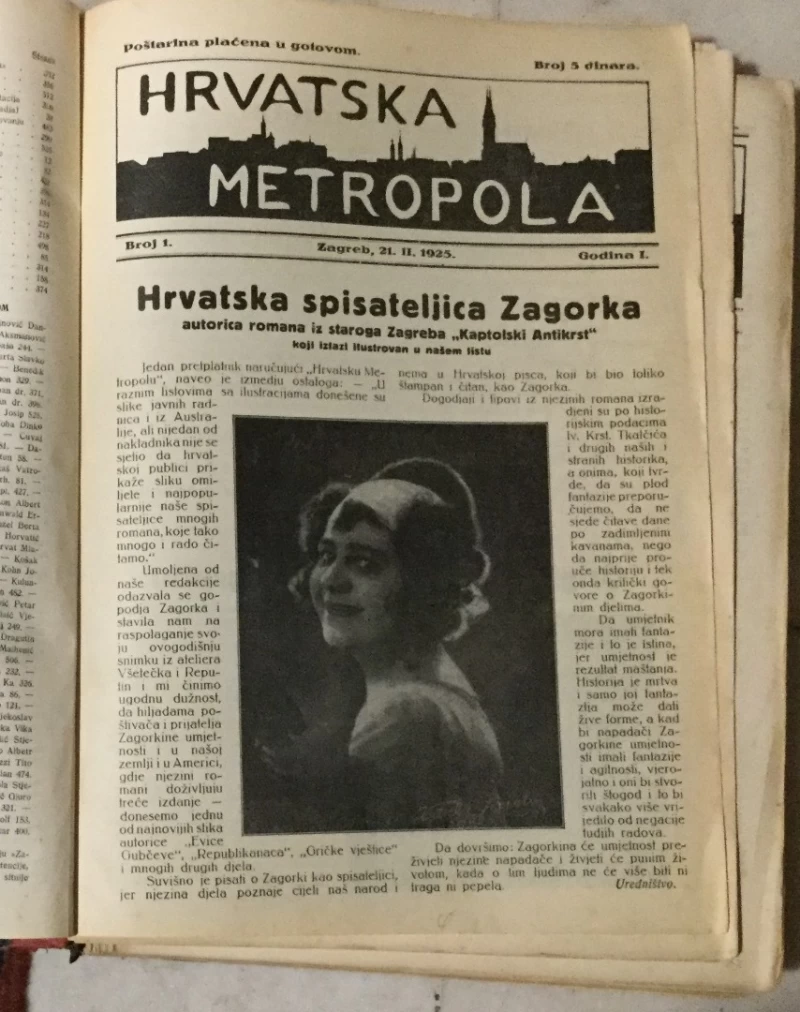 Poštarina plaćena u gotovom.
Broj 5 dinara.
HRVATSKA
METROPOLA
Broj 1.
Zagreb, 21. II. 1925.
Godina I.
Hrvatska spisateljica Zagorka
autorica romana iz staroga Zagreba „Kaptolski Antikrst“
koji izlazi ilustrovan u našem listu
Jedan pretplatnik naručujući „Hrvatsku Me-
tropolu“, naveo je izmedju ostaloga: — „U
raznim listovima sa ilustracijama donešene su
slike javnih rad-
nica i iz Austra-
lije, ali nijedan od
nakladnika nije se
sjetio da hrvat-
skoj publici pri-
kaže sliku omi-
ljele i najpopu-
larnije naše spi-
sateljice mnogih
romana, koje tako
mnogo i rado či-
tamo.“
Umoljena od
naše redakcije
odazvala se go-
spodja Zagorka i
stavila nam na
raspolaganje svo-
ju ovogodišnju
snimku iz ateliera
Všetečka i Repu-
tin i mi činimo
ugodnu dužnost,
da hiljadama po-
štivača i prijatelja
Zagorkine umjet-
nosti i u našoj
zemlji i u Americi,
gdje njezini ro-
mani doživljuju
treće izdanje —
donesemo jednu
od najnovijih slika
autorice „Evice
Gubčeve“, „Republikanaca“, „Gričke vještice“
i mnogih drugih djela.
Suvišno je pisati o Zagorki kao spisateljici,
jer njezina djela poznaje cijeli naš narod i
nema u Hrvatskoj pisca, koji bi bio toliko
štampan i čitan, kao Zagorka.
Dogodjaji i tipovi iz njezinih romana izra-
djeni su po histo-
rijskim podacima
Iv. Krst. Tkalčića
i drugih naših i
stranih historika,
a onima, koji tvr-
de, da su plod
fantazije preporu-
čujemo, da ne
sjede čitave dane
po zadimljenim
kavanama, nego
da najprije pro-
uče historiju i tek
onda kritički go-
vore o Zagorki-
nim djelima.
Da umjetnik
mora imati fanta-
zije i to je istina,
jer umjetnost je
rezultat maštanja.
Historija je mrtva
i samo joj fanta-
zija može dati
žive forme, a kad
bi napadači Za-
gorkine umjetno-
sti imali fantazije
i agilnosti, vjero-
jatno i oni bi stvo-
rili štogod i to bi
svakako više vri-
jedilo od negacije
tudjih radova.
Da dovršimo: Zagorkina će umjetnost pre-
živjeti njezine napadače i živjeti će punim ži-
votom, kada o tim ljudima ne će više biti ni
traga ni pepela.
Uredništvo.